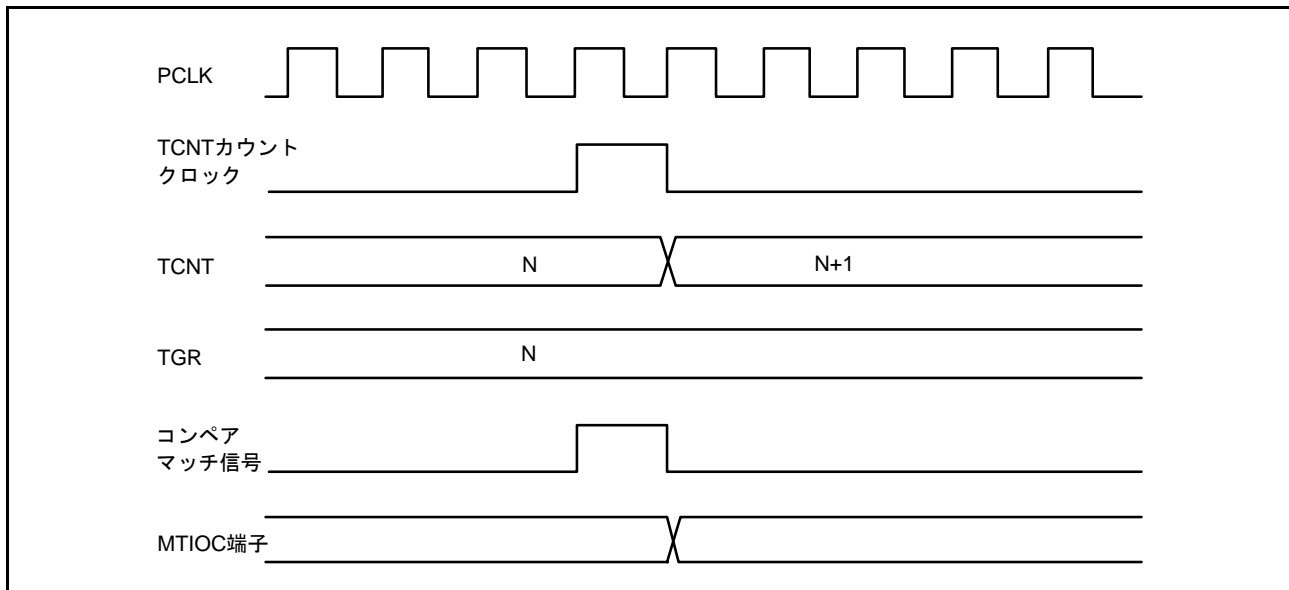 PCLK
TCNTカウント
クロック
TCNT
N
N+1
TGR
N
コンペア
マッチ信号
MTIOC端子